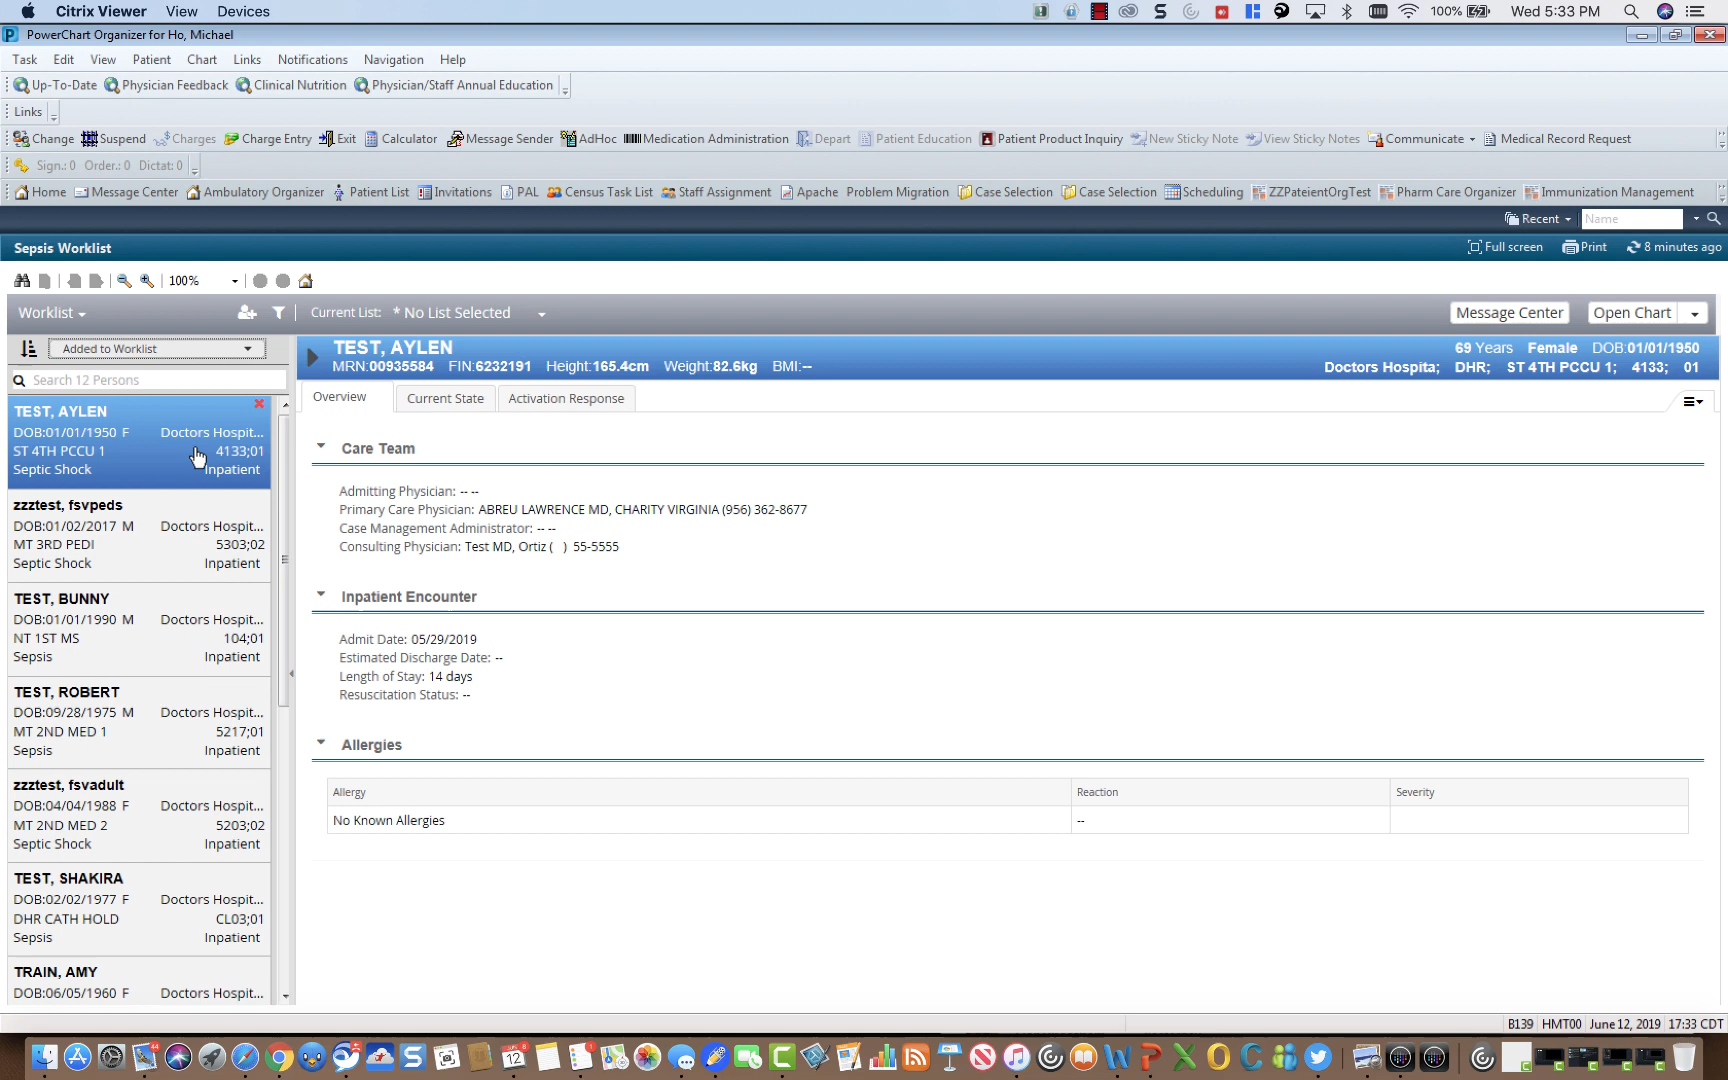 Citrix Viewer View Devices 100% Wed 5:33 PM
PowerChart Organizer for Ho, Michael
Task Edit View Patient Chart Links Notifications Navigation Help
Up-To-Date Physician Feedback Clinical Nutrition Physician/Staff Annual Education
Links
Change Suspend Charges Charge Entry Exit Calculator Message Sender AdHoc Medication Administration Depart Patient Education Patient Product Inquiry New Sticky Note View Sticky Notes Communicate Medical Record Request
Sign.: 0 Order.: 0 Dictat: 0
Home Message Center Ambulatory Organizer Patient List Invitations PAL Census Task List Staff Assignment Apache Problem Migration Case Selection Case Selection Scheduling ZZPateientOrgTest Pharm Care Organizer Immunization Management
Recent Name
Sepsis Worklist Full screen Print 8 minutes ago
100%
Worklist Current List: * No List Selected Message Center Open Chart
Added to Worklist
Search 12 Persons
TEST, AYLEN
DOB:01/01/1950 F Doctors Hospit...
ST 4TH PCCU 1 4133;01
Septic Shock Inpatient
zzztest, fsvpeds
DOB:01/02/2017 M Doctors Hospit...
MT 3RD PEDI 5303;02
Septic Shock Inpatient
TEST, BUNNY
DOB:01/01/1990 M Doctors Hospit...
NT 1ST MS 104;01
Sepsis Inpatient
TEST, ROBERT
DOB:09/28/1975 M Doctors Hospit...
MT 2ND MED 1 5217;01
Sepsis Inpatient
zzztest, fsvadult
DOB:04/04/1988 F Doctors Hospit...
MT 2ND MED 2 5203;02
Septic Shock Inpatient
TEST, SHAKIRA
DOB:02/02/1977 F Doctors Hospit...
DHR CATH HOLD CL03;01
Sepsis Inpatient
TRAIN, AMY
DOB:06/05/1960 F Doctors Hospit...
TEST, AYLEN 69 Years Female DOB:01/01/1950
MRN:00935584 FIN:6232191 Height:165.4cm Weight:82.6kg BMI:-- Doctors Hospita; DHR; ST 4TH PCCU 1; 4133; 01
Overview Current State Activation Response
Care Team
Admitting Physician: -- --
Primary Care Physician: ABREU LAWRENCE MD, CHARITY VIRGINIA (956) 362-8677
Case Management Administrator: -- --
Consulting Physician: Test MD, Ortiz ( ) 55-5555
Inpatient Encounter
Admit Date: 05/29/2019
Estimated Discharge Date: --
Length of Stay: 14 days
Resuscitation Status: --
Allergies
Allergy Reaction Severity
No Known Allergies --
B139 HMT00 June 12, 2019 17:33 CDT